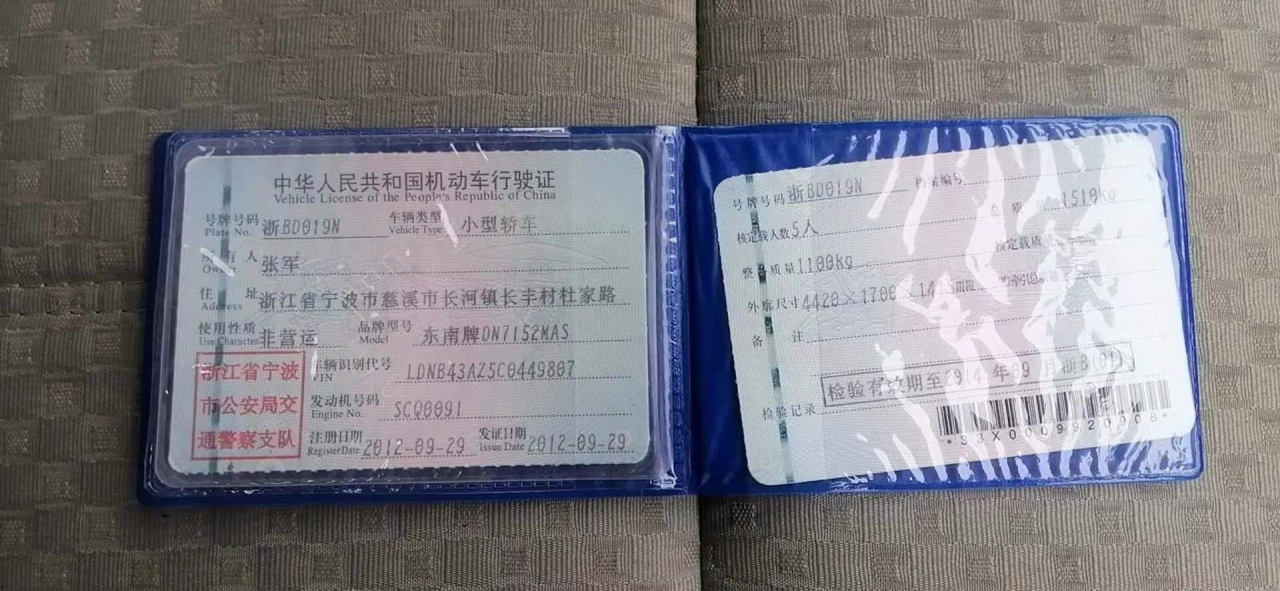 中华人民共和国机动车行驶证
Vehicle License of the People's Republic of China
号牌号码 浙BD019N 车辆类型 小型轿车
Plate No. Vehicle Type
所有人 张军
Owner
住址 浙江省宁波市慈溪市长河镇长丰村杜家路
Address
使用性质 非营运 品牌型号 东南牌DN7152MAS
Use Character Model
浙江省宁波
市公安局交
通警察支队
车辆识别代号 LDNB43AZ5C0449807
VIN
发动机号码 SCQ0091
Engine No.
注册日期 2012-09-29 发证日期 2012-09-29
Register Date Issue Date
号牌号码 浙BD019N 档案编号
核定载人数 5人 总质 1510kg
整备质量 1100kg 核定载质
外廓尺寸 4420×1700×1415mm
备注
检验有效期至2014年09月浙B(01)
检验记录
*33X0009920608*